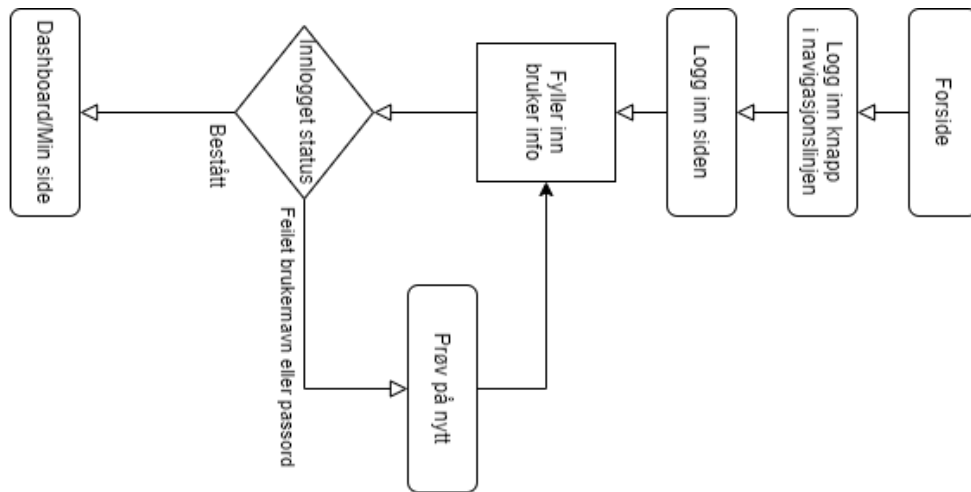 Forside
Logg inn knapp
i navigasjonslinjen
Logg inn siden
Fyller inn
bruker info
Innlogget status
Feilet brukernavn eller passord
Prøv på nytt
Bestått
Dashboard/Min side